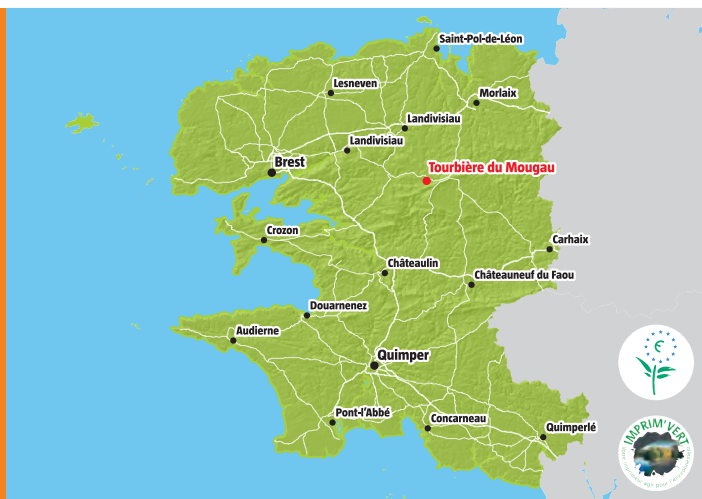 Saint-Pol-de-Léon
Lesneven
Morlaix
Landivisiau
Landivisiau
Brest
Tourbière du Mougau
Crozon
Carhaix
Châteaulin
Châteauneuf du Faou
Douarnenez
Audierne
Quimper
Pont-l'Abbé
Concarneau
Quimperlé
IMPRIM'VERT